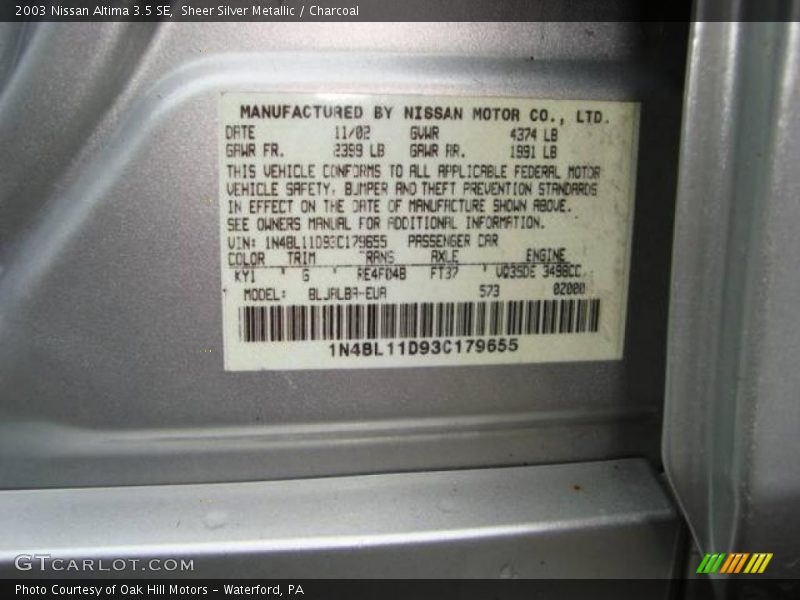 2003 Nissan Altima 3.5 SE, Sheer Silver Metallic / Charcoal
MANUFACTURED BY NISSAN MOTOR CO., LTD.
DATE 11/02 GVWR 4374 LB
GAWR FR. 2399 LB GAWR RR. 1991 LB
THIS VEHICLE CONFORMS TO ALL APPLICABLE FEDERAL MOTOR
VEHICLE SAFETY, BUMPER AND THEFT PREVENTION STANDARDS
IN EFFECT ON THE DATE OF MANUFACTURE SHOWN ABOVE.
SEE OWNERS MANUAL FOR ADDITIONAL INFORMATION.
VIN: 1N4BL11D93C179655 PASSENGER CAR
COLOR TRIM TRANS AXLE ENGINE
KY1 G RE4F04B FT37 VQ35DE 3498CC
MODEL: 573 02000
1N4BL11D93C179655
GTCARLOT.COM
Photo Courtesy of Oak Hill Motors - Waterford, PA